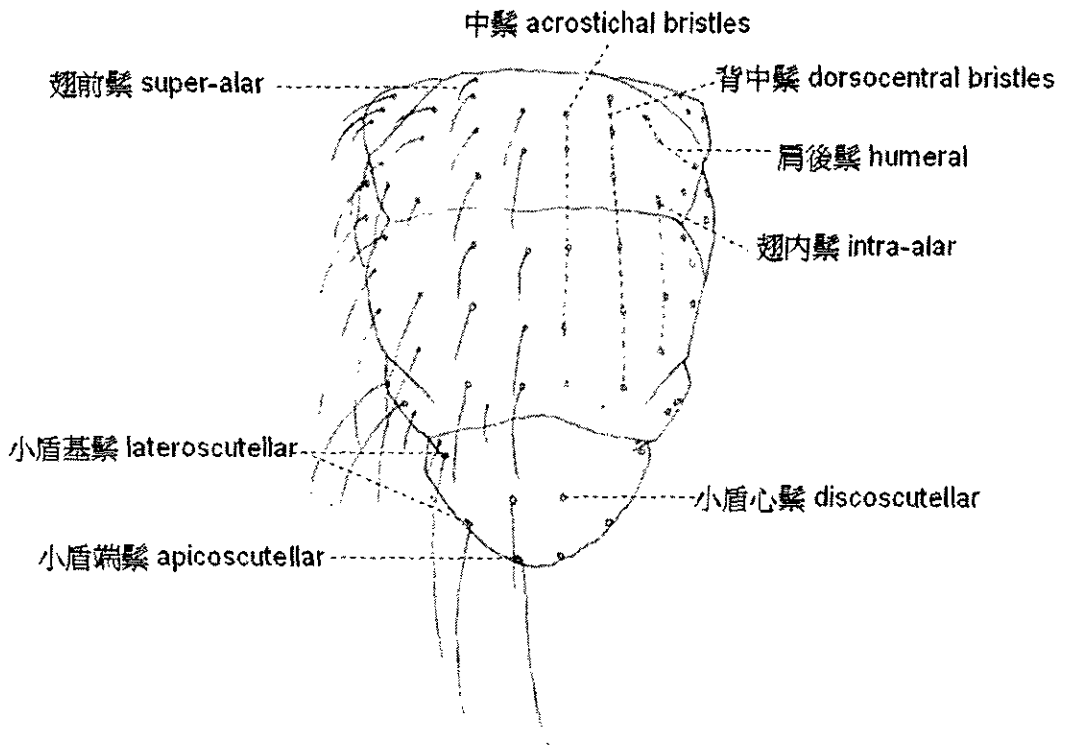 中鬃 acrostichal bristles
翅前鬃 super-alar
背中鬃 dorsocentral bristles
肩後鬃 humeral
翅內鬃 intra-alar
小盾基鬃 lateroscutellar
小盾心鬃 discoscutellar
小盾端鬃 apicoscutellar